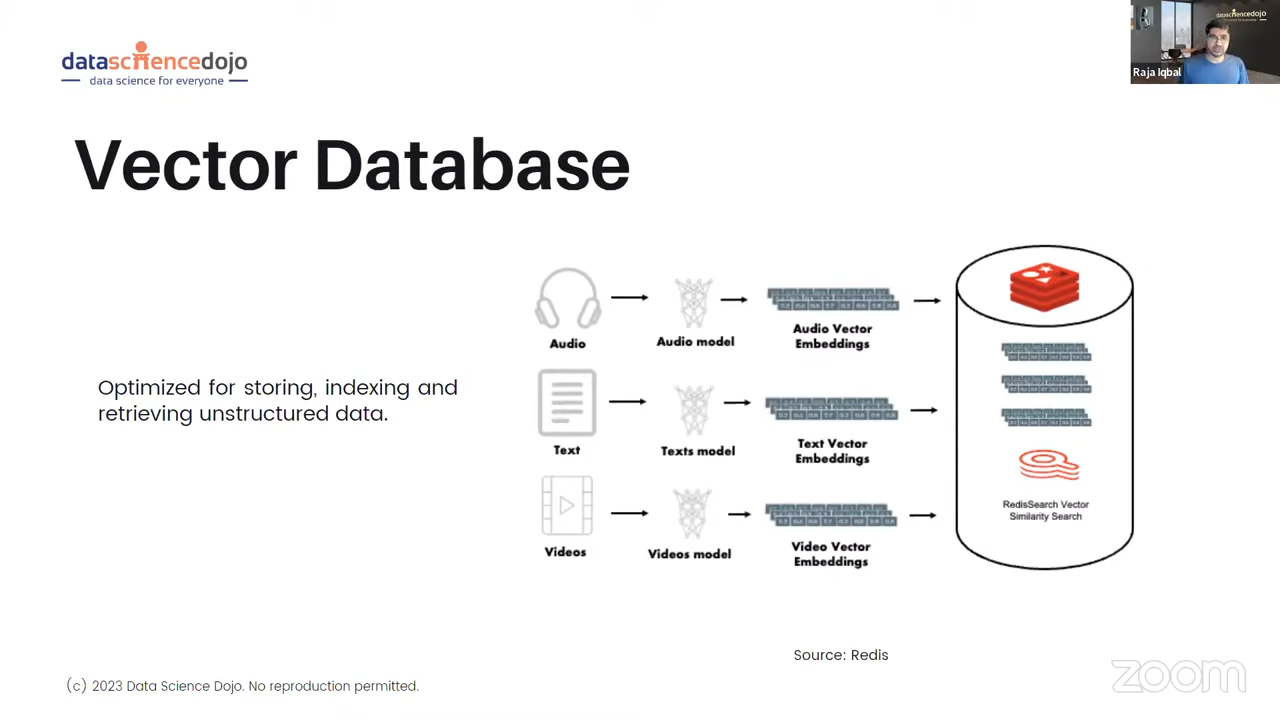 datasciencedojo
data science for everyone
datasciencedojo
Raja Iqbal
Vector Database
Optimized for storing, indexing and
retrieving unstructured data.
Audio
Audio model
Audio Vector
Embeddings
Text
Texts model
Text Vector
Embeddings
Videos
Videos model
Video Vector
Embeddings
RedisSearch Vector
Similarity Search
Source: Redis
(c) 2023 Data Science Dojo. No reproduction permitted.
zoom